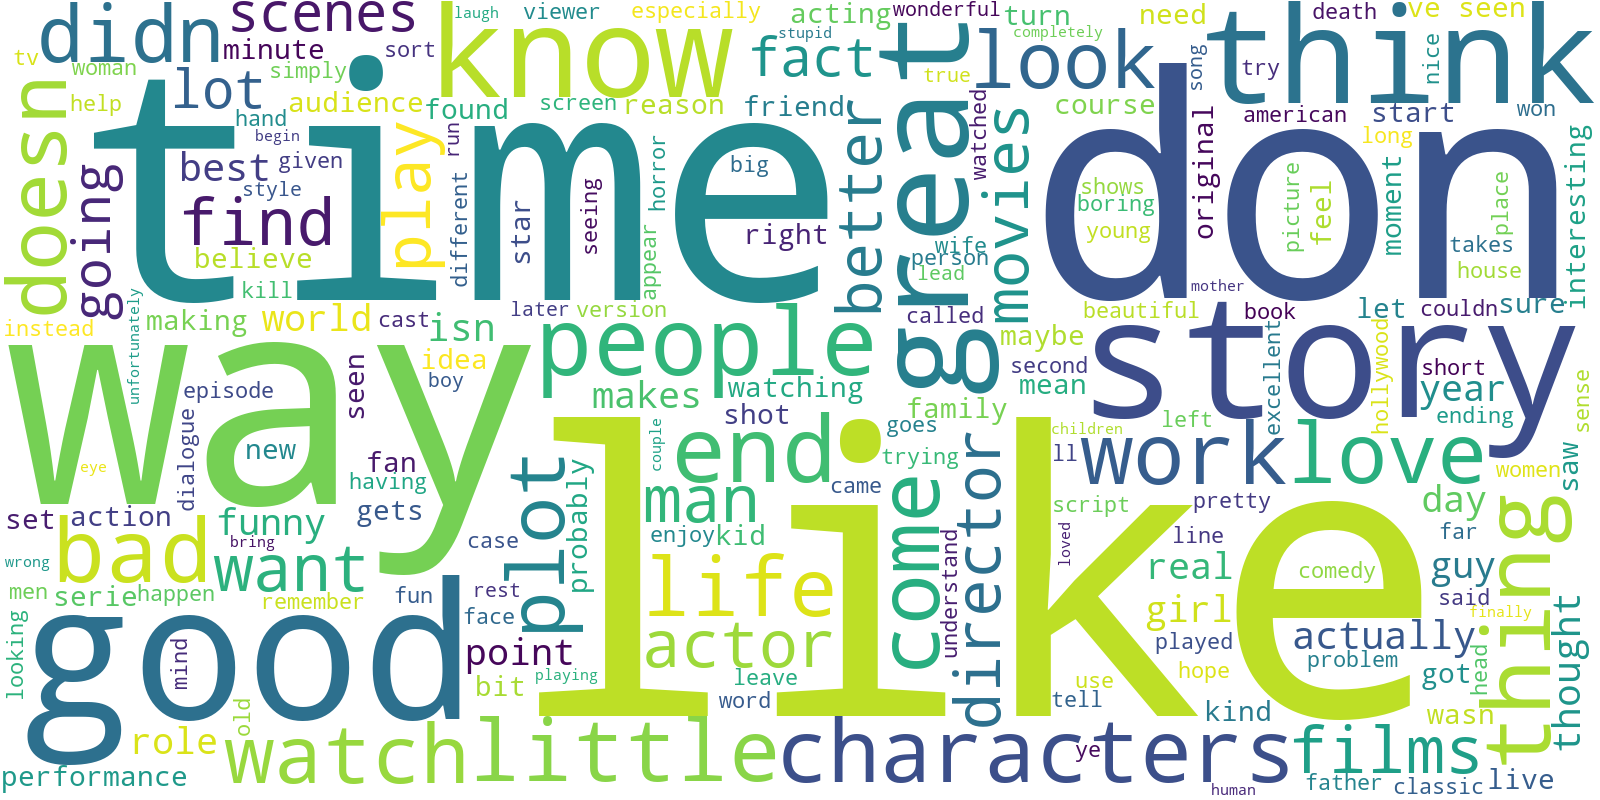 laugh
viewer
especially
acting
wonderful
turn
need
death
ve seen
didn
scenes
know
stupid
completely
think
tv
woman
minute
sort
fact
great
look
song
try
nice
lot
simply
audience
found
screen
reason
friend
true
course
american
start
won
help
hand
begin
time
don
doesn
going
best
given
style
play
run
different
star
seeing
horror
big
better
watched
movies
original
long
interesting
find
believe
kill
right
appear
wife
person
lead
shows
boring
young
picture
feel
moment
place
takes
house
mother
instead
unfortunately
making
world
cast
isn
later
version
people
called
maybe
beautiful
book
let
couldn
sure
way
episode
seen
idea
boy
makes
watching
second
mean
story
excellent
hollywood
short
year
ending
sense
dialogue
new
eye
fan
having
gets
shot
family
goes
children
left
end
couple
trying
ll
work
love
women
saw
set
action
funny
plot
probably
man
came
come
director
script
pretty
day
far
bad
bring
want
case
enjoy
kid
understand
loved
line
real
guy
thing
wrong
men
serie
happen
remember
fun
rest
face
life
like
comedy
said
finally
girl
good
looking
mind
point
actor
played
actually
thought
problem
hope
got
head
old
bit
playing
leave
word
use
tell
kind
wasn
role
watch
little
characters
ye
films
performance
human
father
classic
live